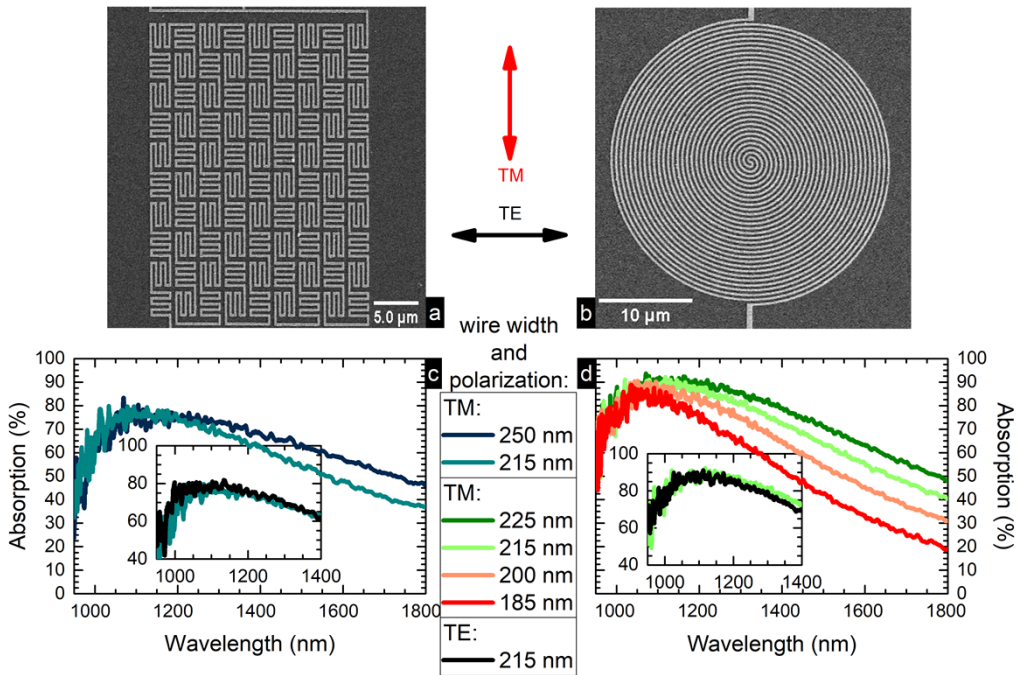 TM
TE
5.0 µm
a
10 µm
b
wire width
and
polarization:
c
d
TM:
250 nm
215 nm
TM:
225 nm
215 nm
200 nm
185 nm
TE:
215 nm
Absorption (%)
100
90
80
70
60
50
40
30
20
10
0
1000 1200 1400 1600 1800
Wavelength (nm)
100
80
60
40
1000 1200 1400
Absorption (%)
100
90
80
70
60
50
40
30
20
10
0
1000 1200 1400 1600 1800
Wavelength (nm)
100
80
60
40
1000 1200 1400